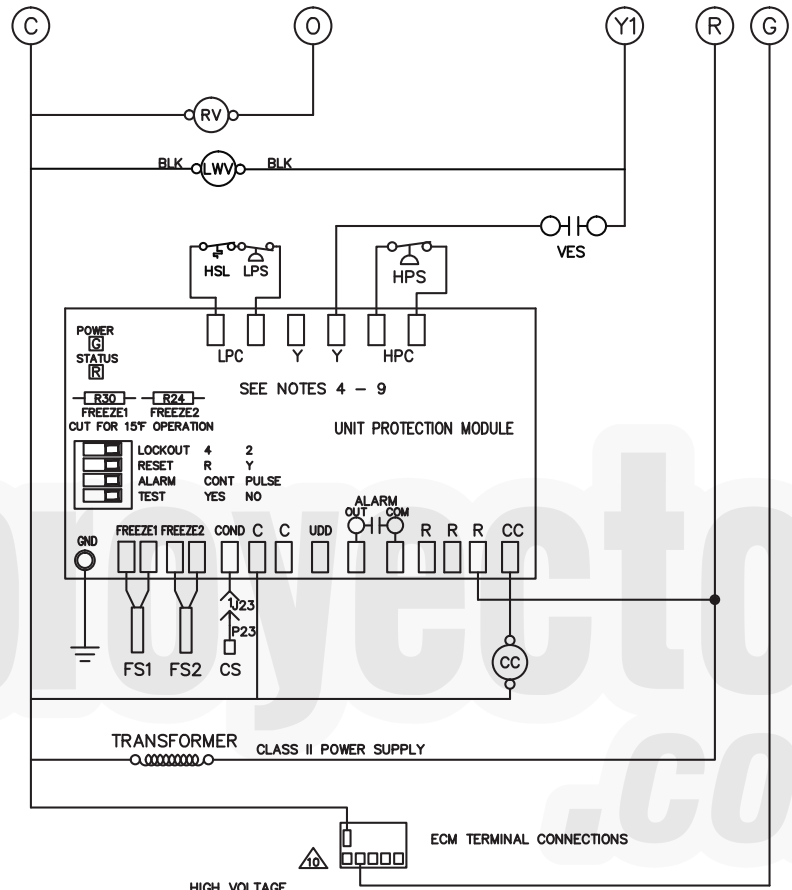 C O Y1 R G
RV
BLK LWV BLK
VES
HSL LPS HPS
LPC Y Y HPC
POWER
G
STATUS
R
SEE NOTES 4 - 9
R30 R24
FREEZE1 FREEZE2
CUT FOR 15°F OPERATION
UNIT PROTECTION MODULE
LOCKOUT 4 2
RESET R Y
ALARM CONT PULSE
TEST YES NO
ALARM
OUT COM
GND FREEZE1 FREEZE2 COND C C UDD R R R CC
J23
P23
FS1 FS2 CS CC
TRANSFORMER CLASS II POWER SUPPLY
ECM TERMINAL CONNECTIONS
10
HIGH VOLTAGE
proyecto
.co